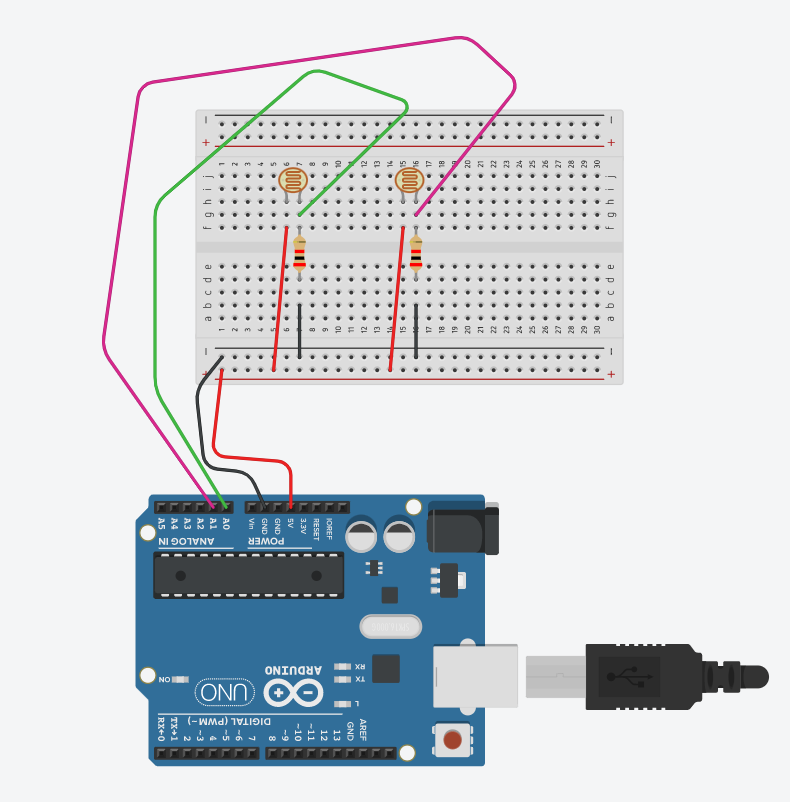 − −
+ +
1 2 3 4 5 6 7 8 9 10 11 12 13 14 15 16 17 18 19 20 21 22 23 24 25 26 27 28 29 30
j j
i i
h h
g g
f f
e e
d d
c c
b b
a a
1 2 3 4 5 6 7 8 9 10 11 12 13 14 15 16 17 18 19 20 21 22 23 24 25 26 27 28 29 30
− −
+ +
A5 A4 A3 A2 A1 A0 Vin GND GND 5V 3.3V RESET IOREF
ANALOG IN POWER
RX
ARDUINO
ON TX
UNO
L
DIGITAL (PWM~)
RX←0 TX→1 2 ~3 4 ~5 ~6 7 8 ~9 ~10 ~11 12 13 GND AREF